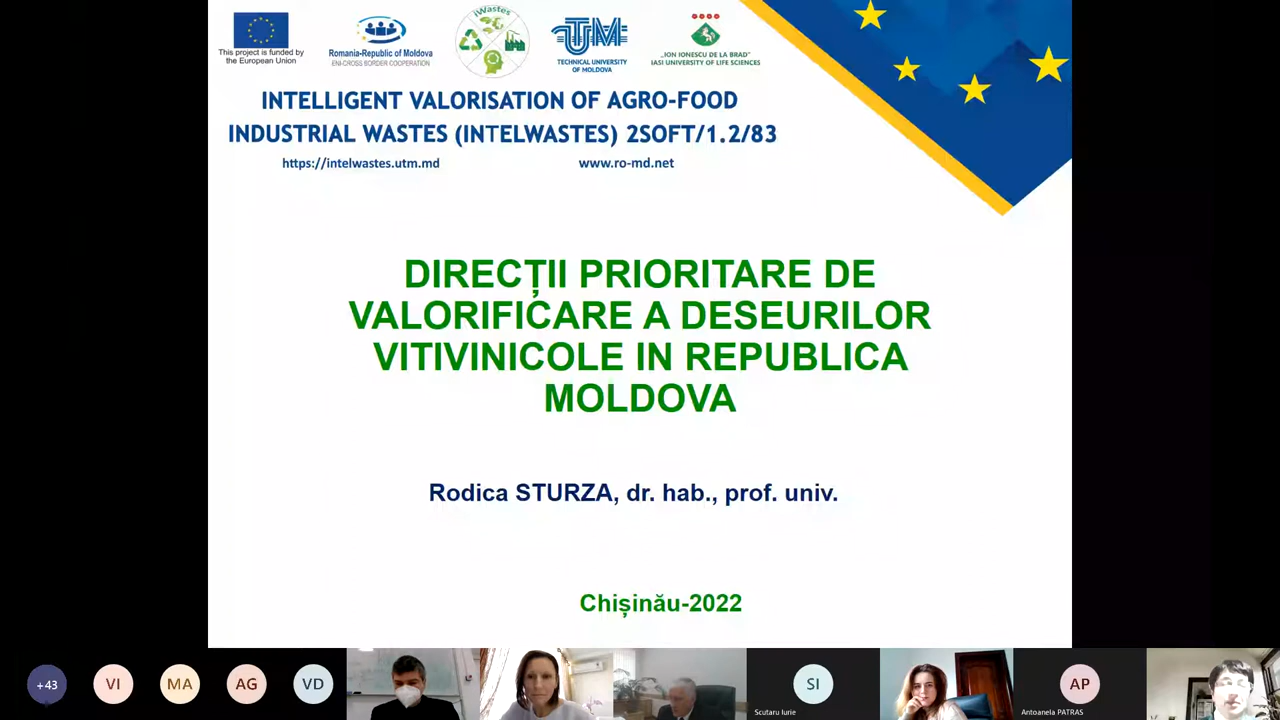 This project is funded by
the European Union
Romania-Republic of Moldova
ENI-CROSS BORDER COOPERATION
iWastes
UTM
TECHNICAL UNIVERSITY
OF MOLDOVA
„ION IONESCU DE LA BRAD"
IASI UNIVERSITY OF LIFE SCIENCES
INTELLIGENT VALORISATION OF AGRO-FOOD
INDUSTRIAL WASTES (INTELWASTES) 2SOFT/1.2/83
https://intelwastes.utm.md
www.ro-md.net
DIRECȚII PRIORITARE DE
VALORIFICARE A DESEURILOR
VITIVINICOLE IN REPUBLICA
MOLDOVA
Rodica STURZA, dr. hab., prof. univ.
Chișinău-2022
+43
VI
MA
AG
VD
SI
Scutaru Iurie
AP
Antoanela PATRAS